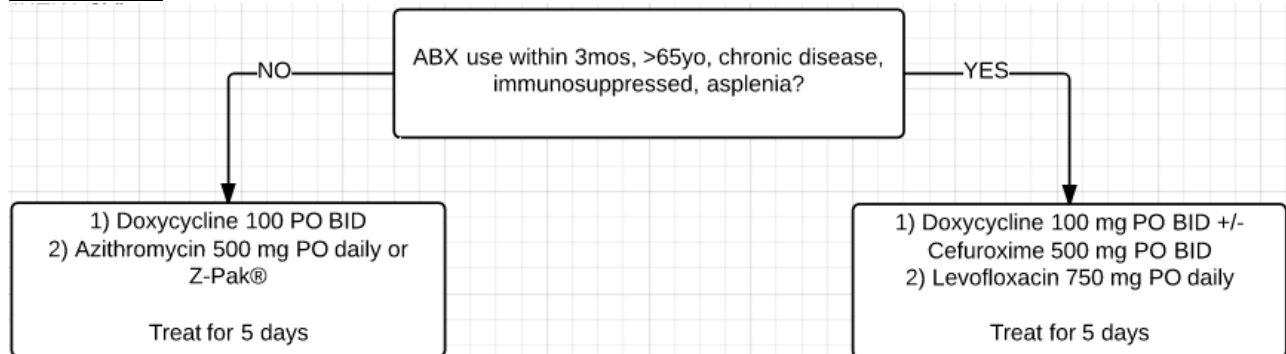 ABX use within 3mos, >65yo, chronic disease,
immunosuppressed, asplenia?
NO
YES
1) Doxycycline 100 PO BID
2) Azithromycin 500 mg PO daily or
Z-Pak®
Treat for 5 days
1) Doxycycline 100 mg PO BID +/-
Cefuroxime 500 mg PO BID
2) Levofloxacin 750 mg PO daily
Treat for 5 days